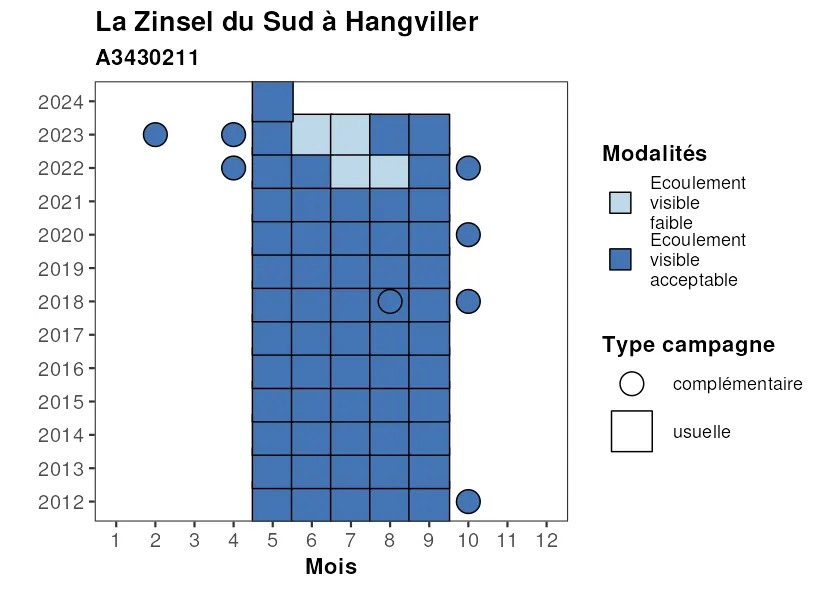 La Zinsel du Sud à Hangviller
A3430211
2024
2023
2022
2021
2020
2019
2018
2017
2016
2015
2014
2013
2012
1 2 3 4 5 6 7 8 9 10 11 12
Mois
Modalités
Ecoulement
visible
faible
Ecoulement
visible
acceptable
Type campagne
complémentaire
usuelle